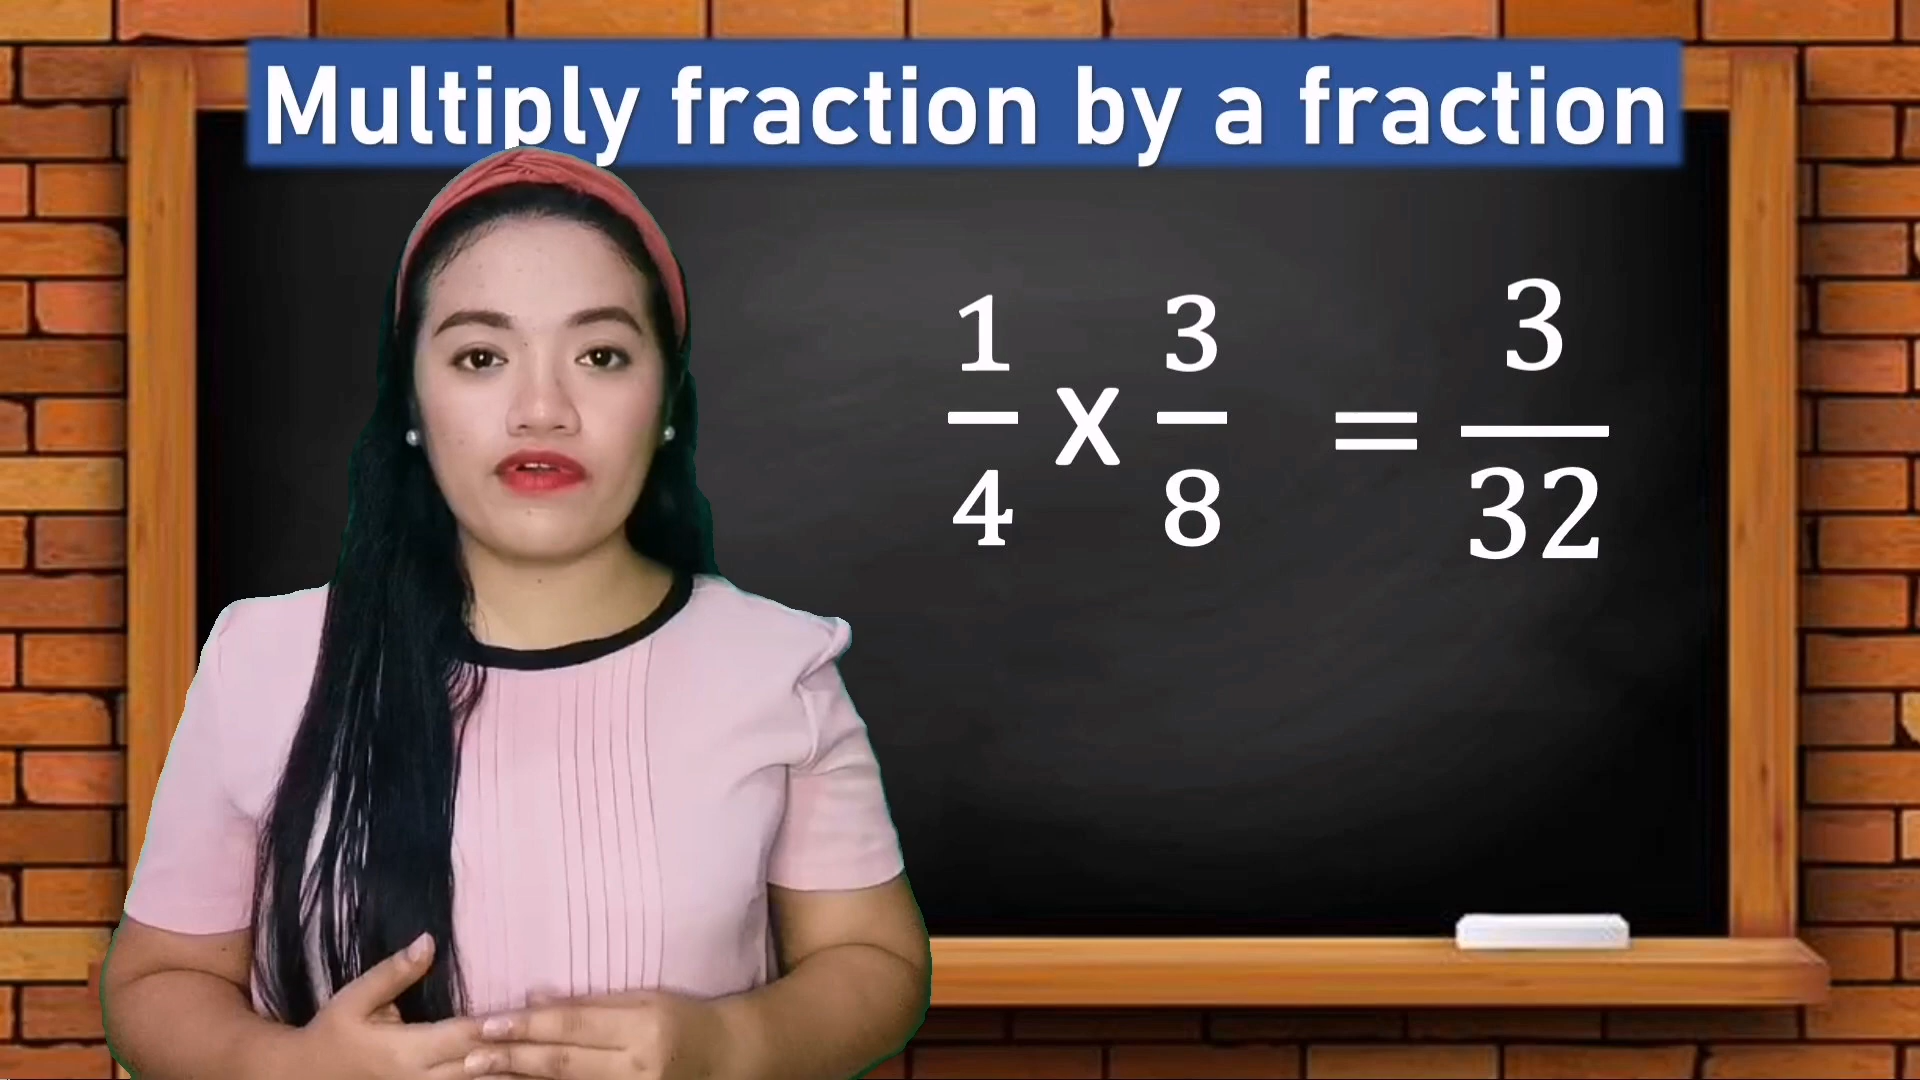 Multiply fraction by a fraction
1/4 x 3/8 = 3/32